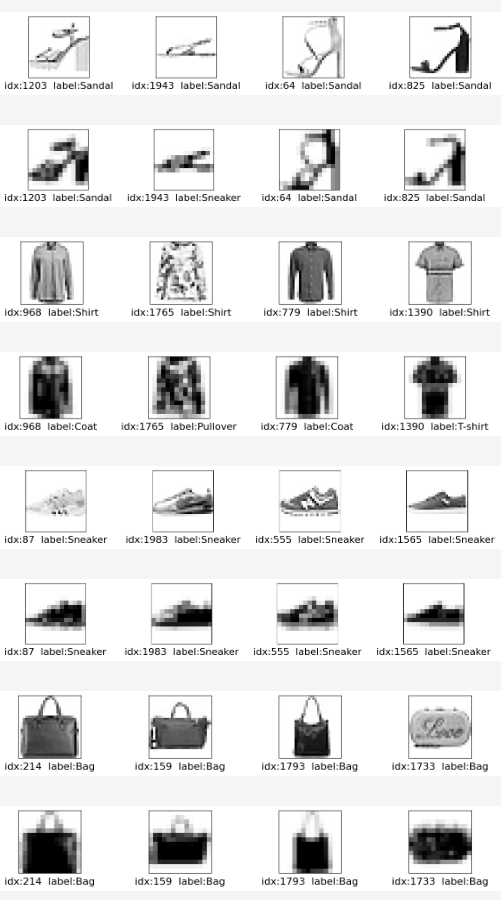 idx:1203 label:Sandal idx:1943 label:Sandal idx:64 label:Sandal idx:825 label:Sandal
idx:1203 label:Sandal idx:1943 label:Sneaker idx:64 label:Sandal idx:825 label:Sandal
idx:968 label:Shirt idx:1765 label:Shirt idx:779 label:Shirt idx:1390 label:Shirt
idx:968 label:Coat idx:1765 label:Pullover idx:779 label:Coat idx:1390 label:T-shirt
idx:87 label:Sneaker idx:1983 label:Sneaker idx:555 label:Sneaker idx:1565 label:Sneaker
idx:87 label:Sneaker idx:1983 label:Sneaker idx:555 label:Sneaker idx:1565 label:Sneaker
Love
idx:214 label:Bag idx:159 label:Bag idx:1793 label:Bag idx:1733 label:Bag
idx:214 label:Bag idx:159 label:Bag idx:1793 label:Bag idx:1733 label:Bag